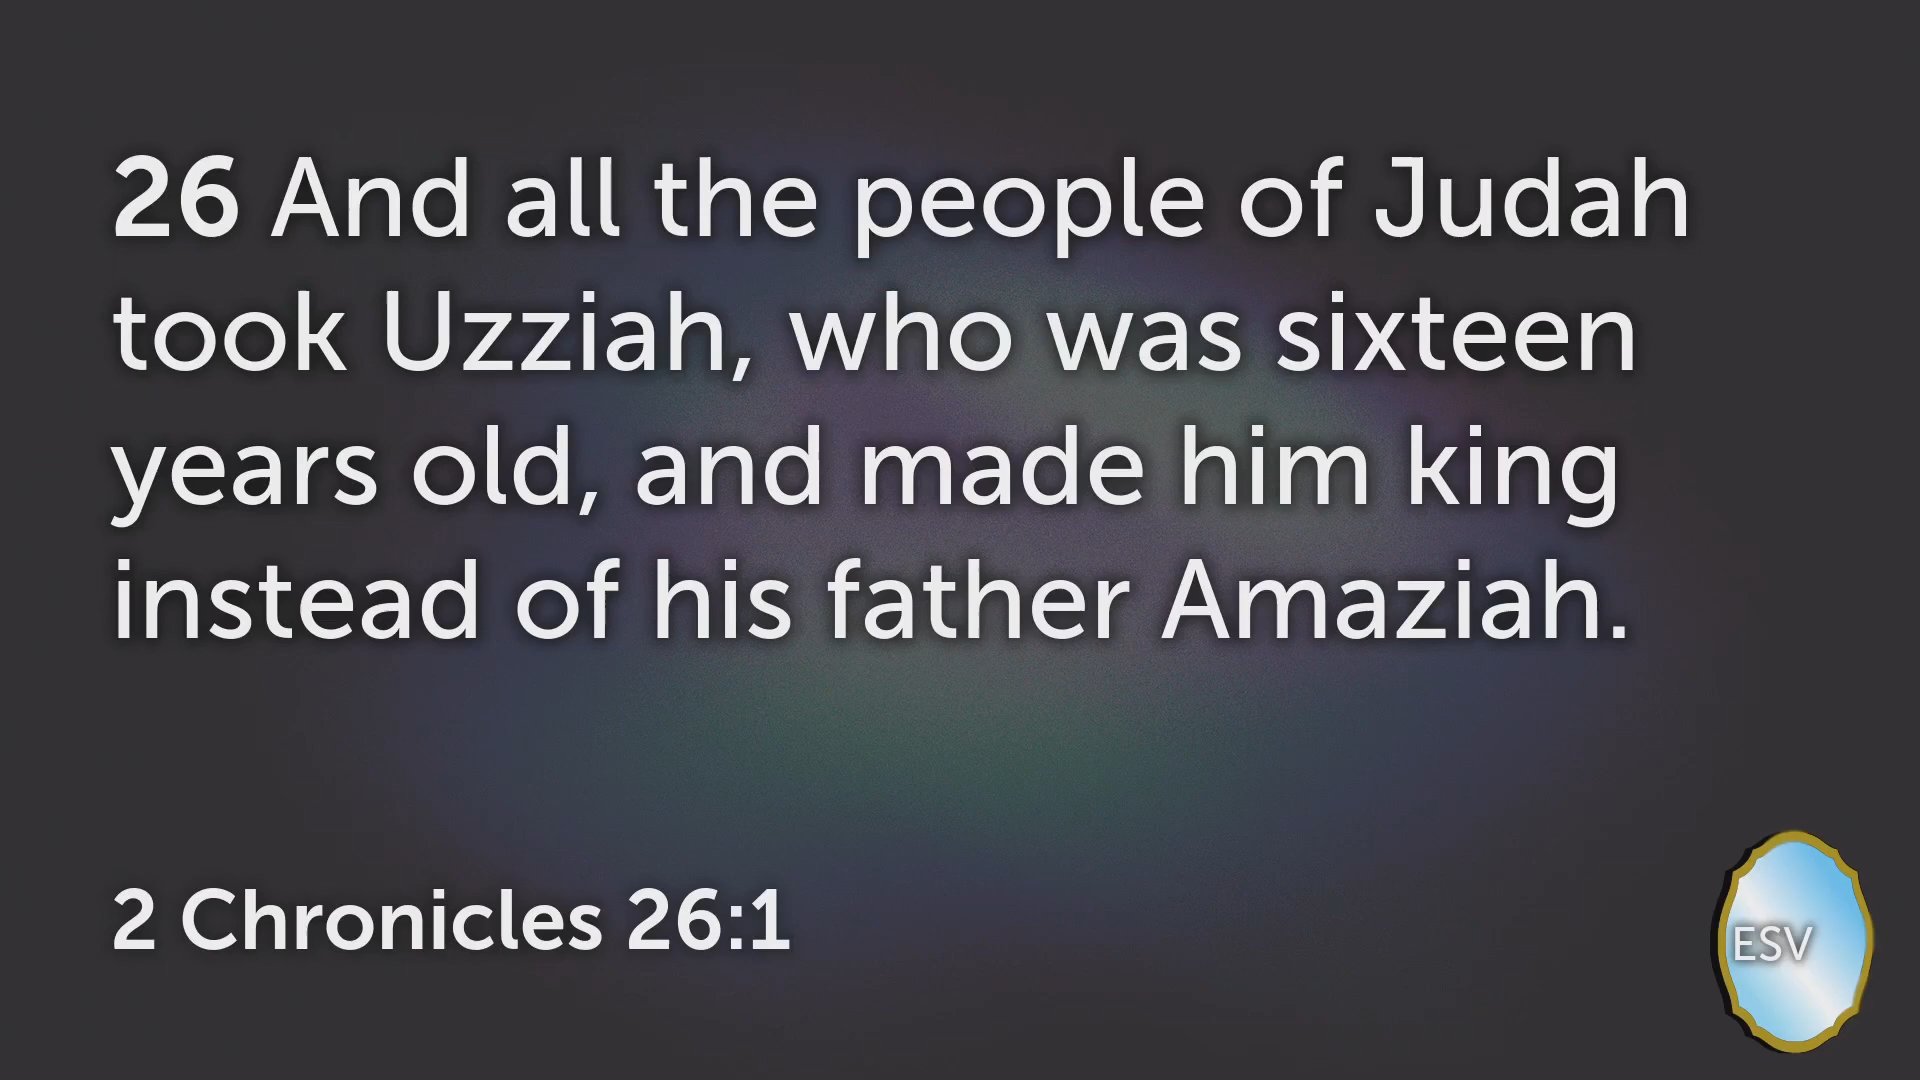 26 And all the people of Judah
took Uzziah, who was sixteen
years old, and made him king
instead of his father Amaziah.
2 Chronicles 26:1
ESV